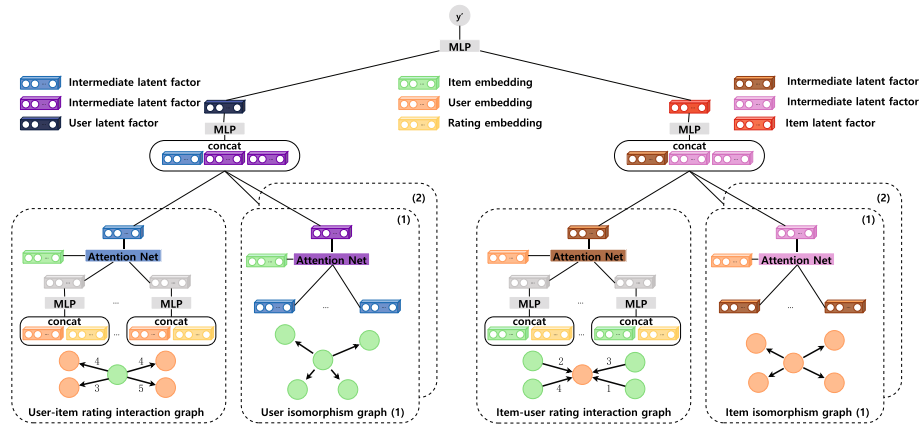 y'
MLP
Intermediate latent factor
Intermediate latent factor
User latent factor
Item embedding
User embedding
Rating embedding
Intermediate latent factor
Intermediate latent factor
Item latent factor
MLP
concat
MLP
concat
(2)
(1)
(2)
(1)
Attention Net
Attention Net
Attention Net
Attention Net
MLP
...
MLP
...
MLP
...
MLP
...
concat
...
concat
concat
...
concat
4
4
3
5
2
3
4
1
User-item rating interaction graph
User isomorphism graph (1)
Item-user rating interaction graph
Item isomorphism graph (1)